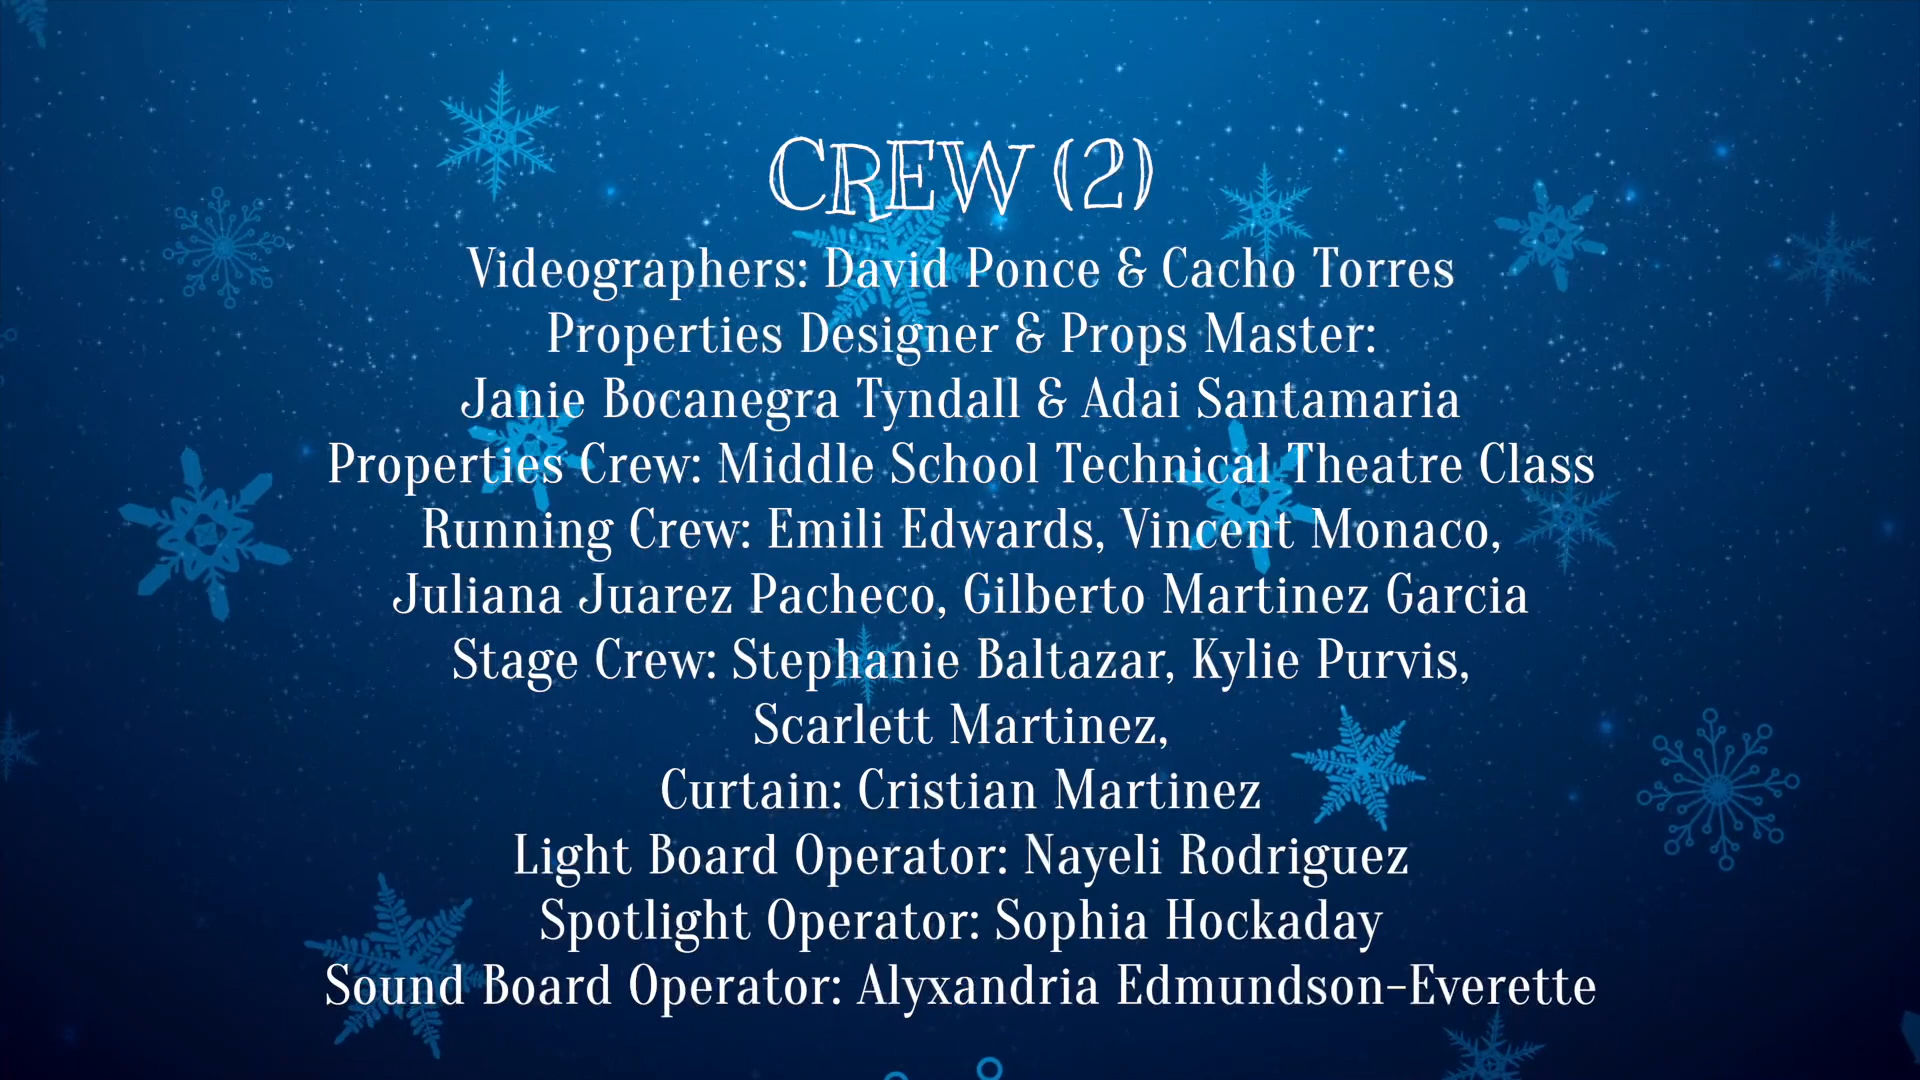 CREW (2)
Videographers: David Ponce & Cacho Torres
Properties Designer & Props Master:
Janie Bocanegra Tyndall & Adai Santamaria
Properties Crew: Middle School Technical Theatre Class
Running Crew: Emili Edwards, Vincent Monaco,
Juliana Juarez Pacheco, Gilberto Martinez Garcia
Stage Crew: Stephanie Baltazar, Kylie Purvis,
Scarlett Martinez,
Curtain: Cristian Martinez
Light Board Operator: Nayeli Rodriguez
Spotlight Operator: Sophia Hockaday
Sound Board Operator: Alyxandria Edmundson-Everette